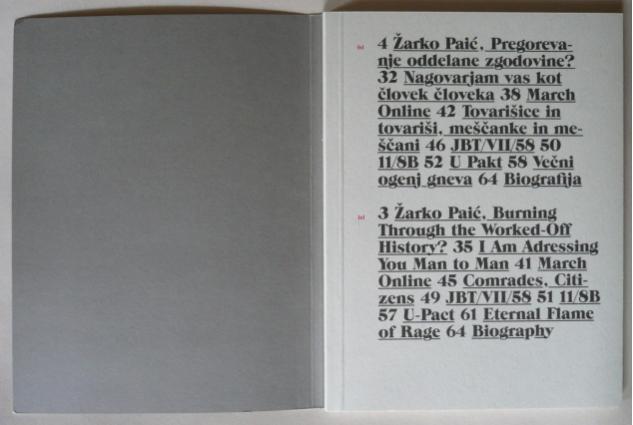 4 Žarko Paić, Pregoreva-
nje oddelane zgodovine?
32 Nagovarjam vas kot
človek človeka 38 March
Online 42 Tovarišice in
tovariši, meščanke in me-
ščani 46 JBT/VII/58 50
11/8B 52 U Pakt 58 Večni
ogenj gneva 64 Biografija
3 Žarko Paić, Burning
Through the Worked-Off
History? 35 I Am Adressing
You Man to Man 41 March
Online 45 Comrades, Citi-
zens 49 JBT/VII/58 51 11/8B
57 U-Pact 61 Eternal Flame
of Rage 64 Biography